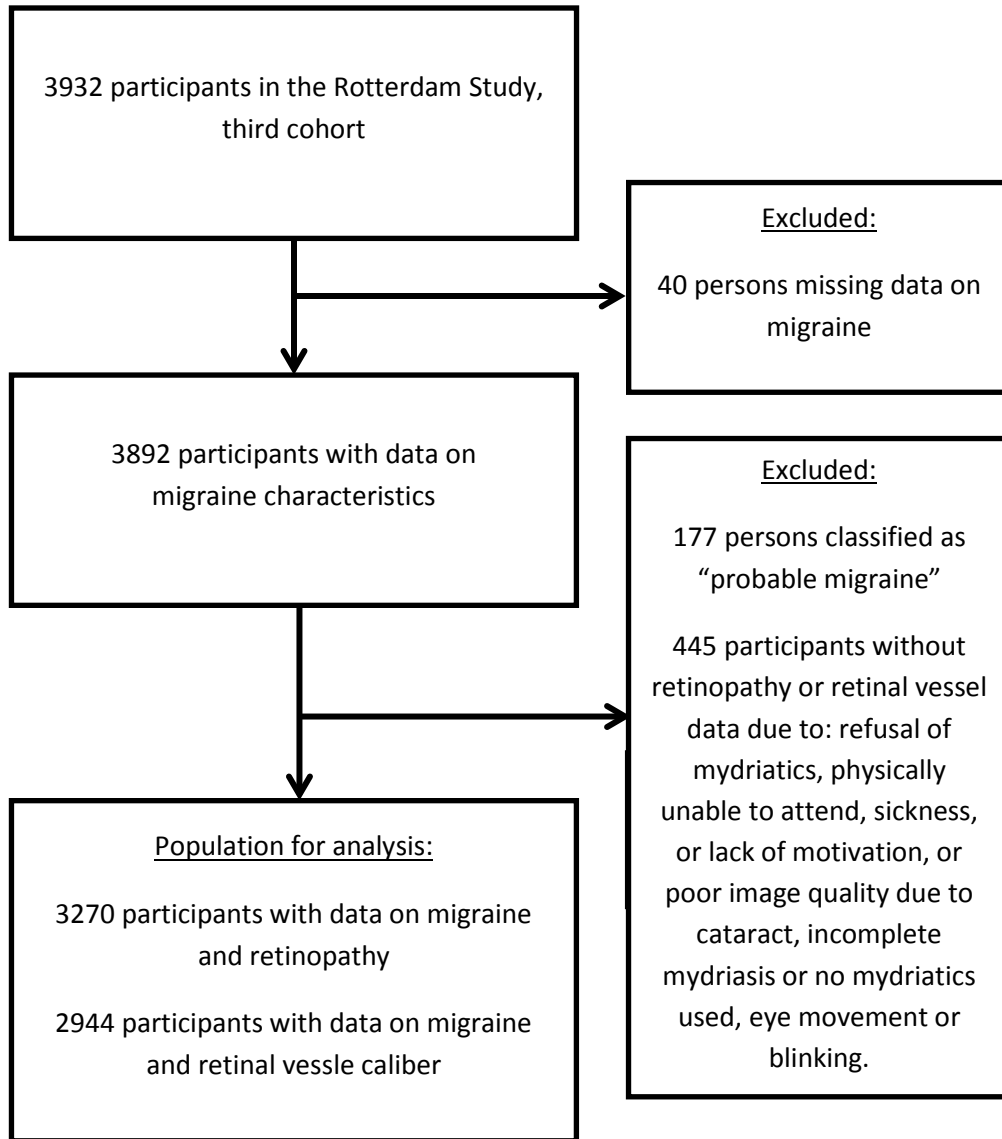 3932 participants in the Rotterdam Study,
third cohort
Excluded:
40 persons missing data on
migraine
3892 participants with data on
migraine characteristics
Excluded:
177 persons classified as
“probable migraine”
445 participants without
retinopathy or retinal vessel
data due to: refusal of
mydriatics, physically
unable to attend, sickness,
or lack of motivation, or
poor image quality due to
cataract, incomplete
mydriasis or no mydriatics
used, eye movement or
blinking.
Population for analysis:
3270 participants with data on migraine
and retinopathy
2944 participants with data on migraine
and retinal vessle caliber